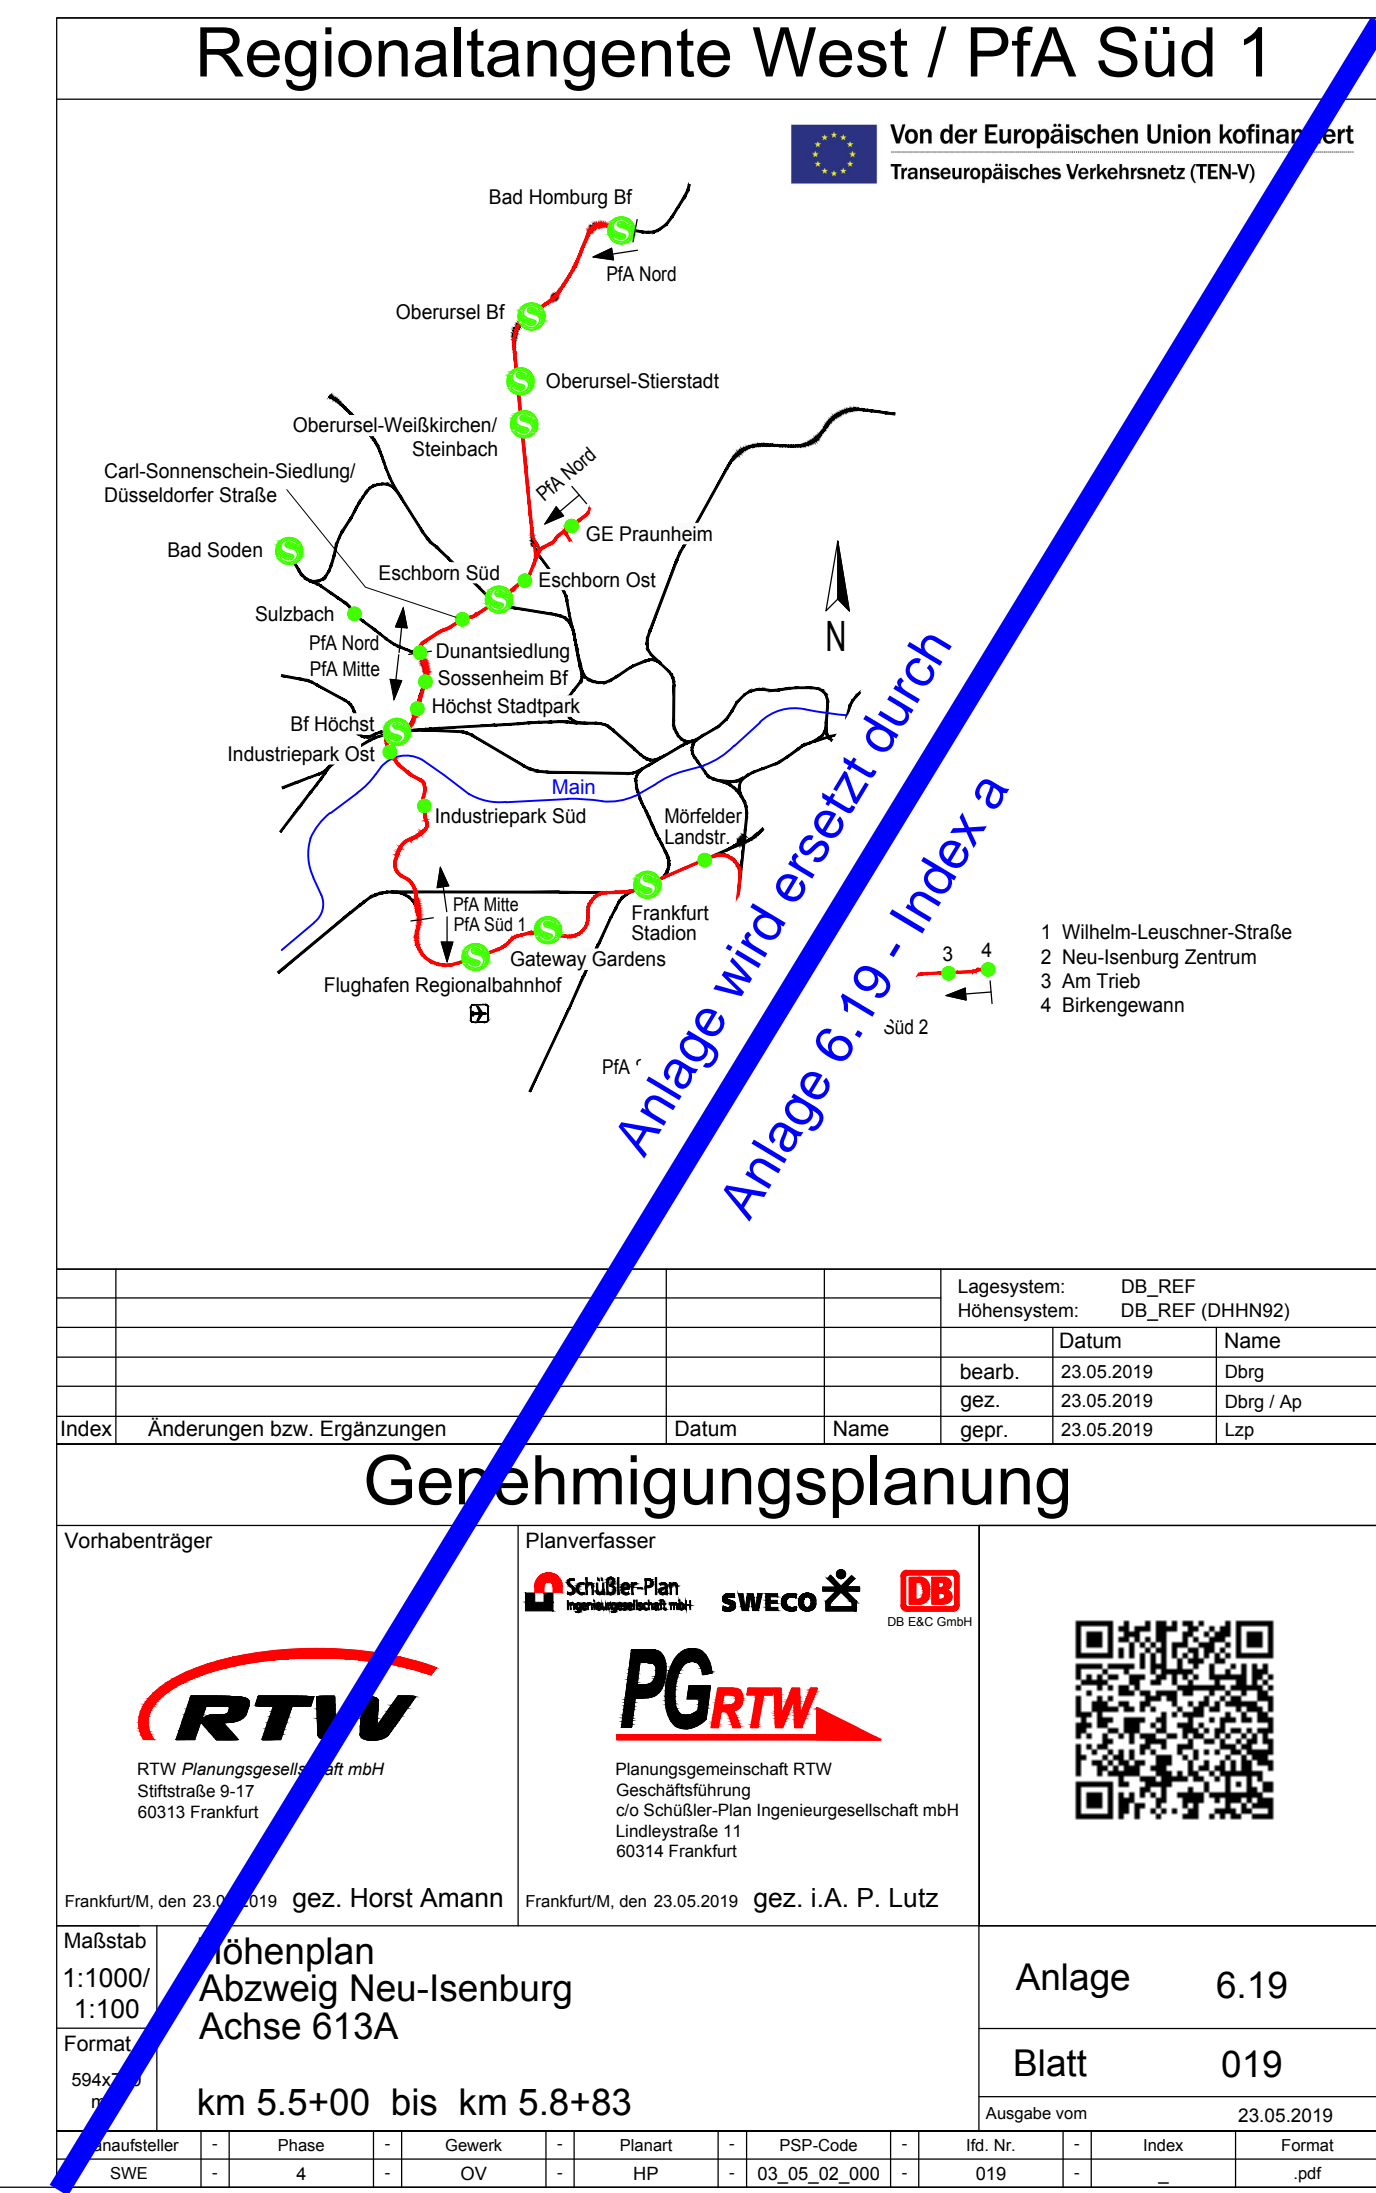 Regionaltangente West / PfA Süd 1
Von der Europäischen Union
Transeuropäisches Verkehrsnetz (TEN-V)
Bad Homburg Bf
PfA Nord
Oberursel Bf
Oberursel-Stierstadt
Oberursel-Weißkirchen/
Steinbach
PfA Nord
Carl-Sonnenschein-Siedlung/
Düsseldorfer Straße
GE Praunheim
Bad Soden
Eschborn Süd
Eschborn Ost
Sulzbach
PfA Nord
PfA Mitte
Dunantsiedlung
Sossenheim Bf
Höchst Stadtpark
Bf Höchst
Industriepark Ost
N
Main
Industriepark Süd
Mörfelder
Landstr.
PfA Mitte
PfA Süd 1
Frankfurt
Stadion
Gateway Gardens
Flughafen Regionalbahnhof
3 4
Süd 2
PfA
1 Wilhelm-Leuschner-Straße
2 Neu-Isenburg Zentrum
3 Am Trieb
4 Birkengewann
Anlage wird ersetzt durch
Anlage 6.19 - Index a
Lagesystem: DB_REF
Höhensystem: DB_REF (DHHN92)
Datum Name
bearb. 23.05.2019 Dbrg
gez. 23.05.2019 Dbrg / Ap
Index Änderungen bzw. Ergänzungen Datum Name gepr. 23.05.2019 Lzp
Genehmigungsplanung
Vorhabenträger
Planverfasser
Schüßler-Plan
Ingenieurgesellschaft mbH
SWECO
DB
DB E&C GmbH
RTW
PG RTW
RTW Planungsgesellschaft mbH
Stiftstraße 9-17
60313 Frankfurt
Planungsgemeinschaft RTW
Geschäftsführung
c/o Schüßler-Plan Ingenieurgesellschaft mbH
Lindleystraße 11
60314 Frankfurt
Frankfurt/M, den 23.05.2019 gez. Horst Amann
Frankfurt/M, den 23.05.2019 gez. i.A. P. Lutz
Maßstab
1:1000/
1:100
Format
Höhenplan
Abzweig Neu-Isenburg
Achse 613A
km 5.5+00 bis km 5.8+83
Anlage 6.19
Blatt 019
Ausgabe vom 23.05.2019
Planaufsteller - Phase - Gewerk - Planart - PSP-Code - lfd. Nr. - Index Format
SWE - 4 - OV - HP - 03_05_02_000 - 019 - _ .pdf